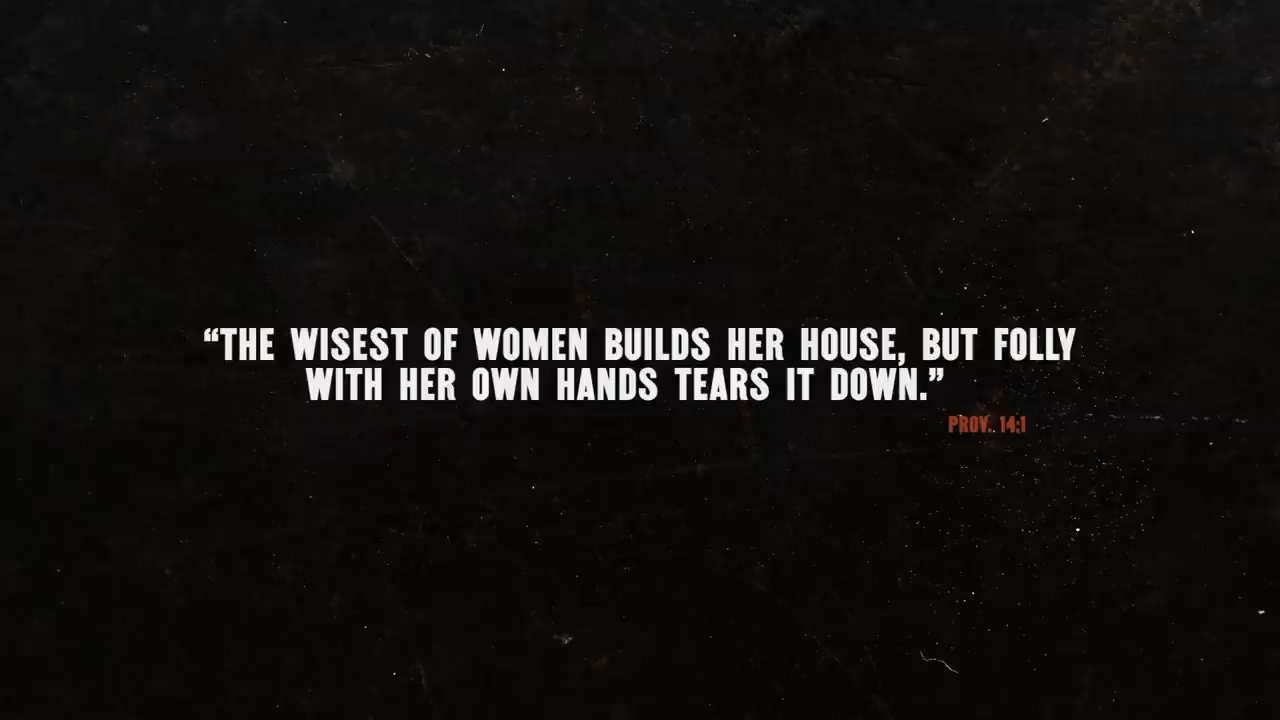 “THE WISEST OF WOMEN BUILDS HER HOUSE, BUT FOLLY
WITH HER OWN HANDS TEARS IT DOWN.”
PROV. 14:1